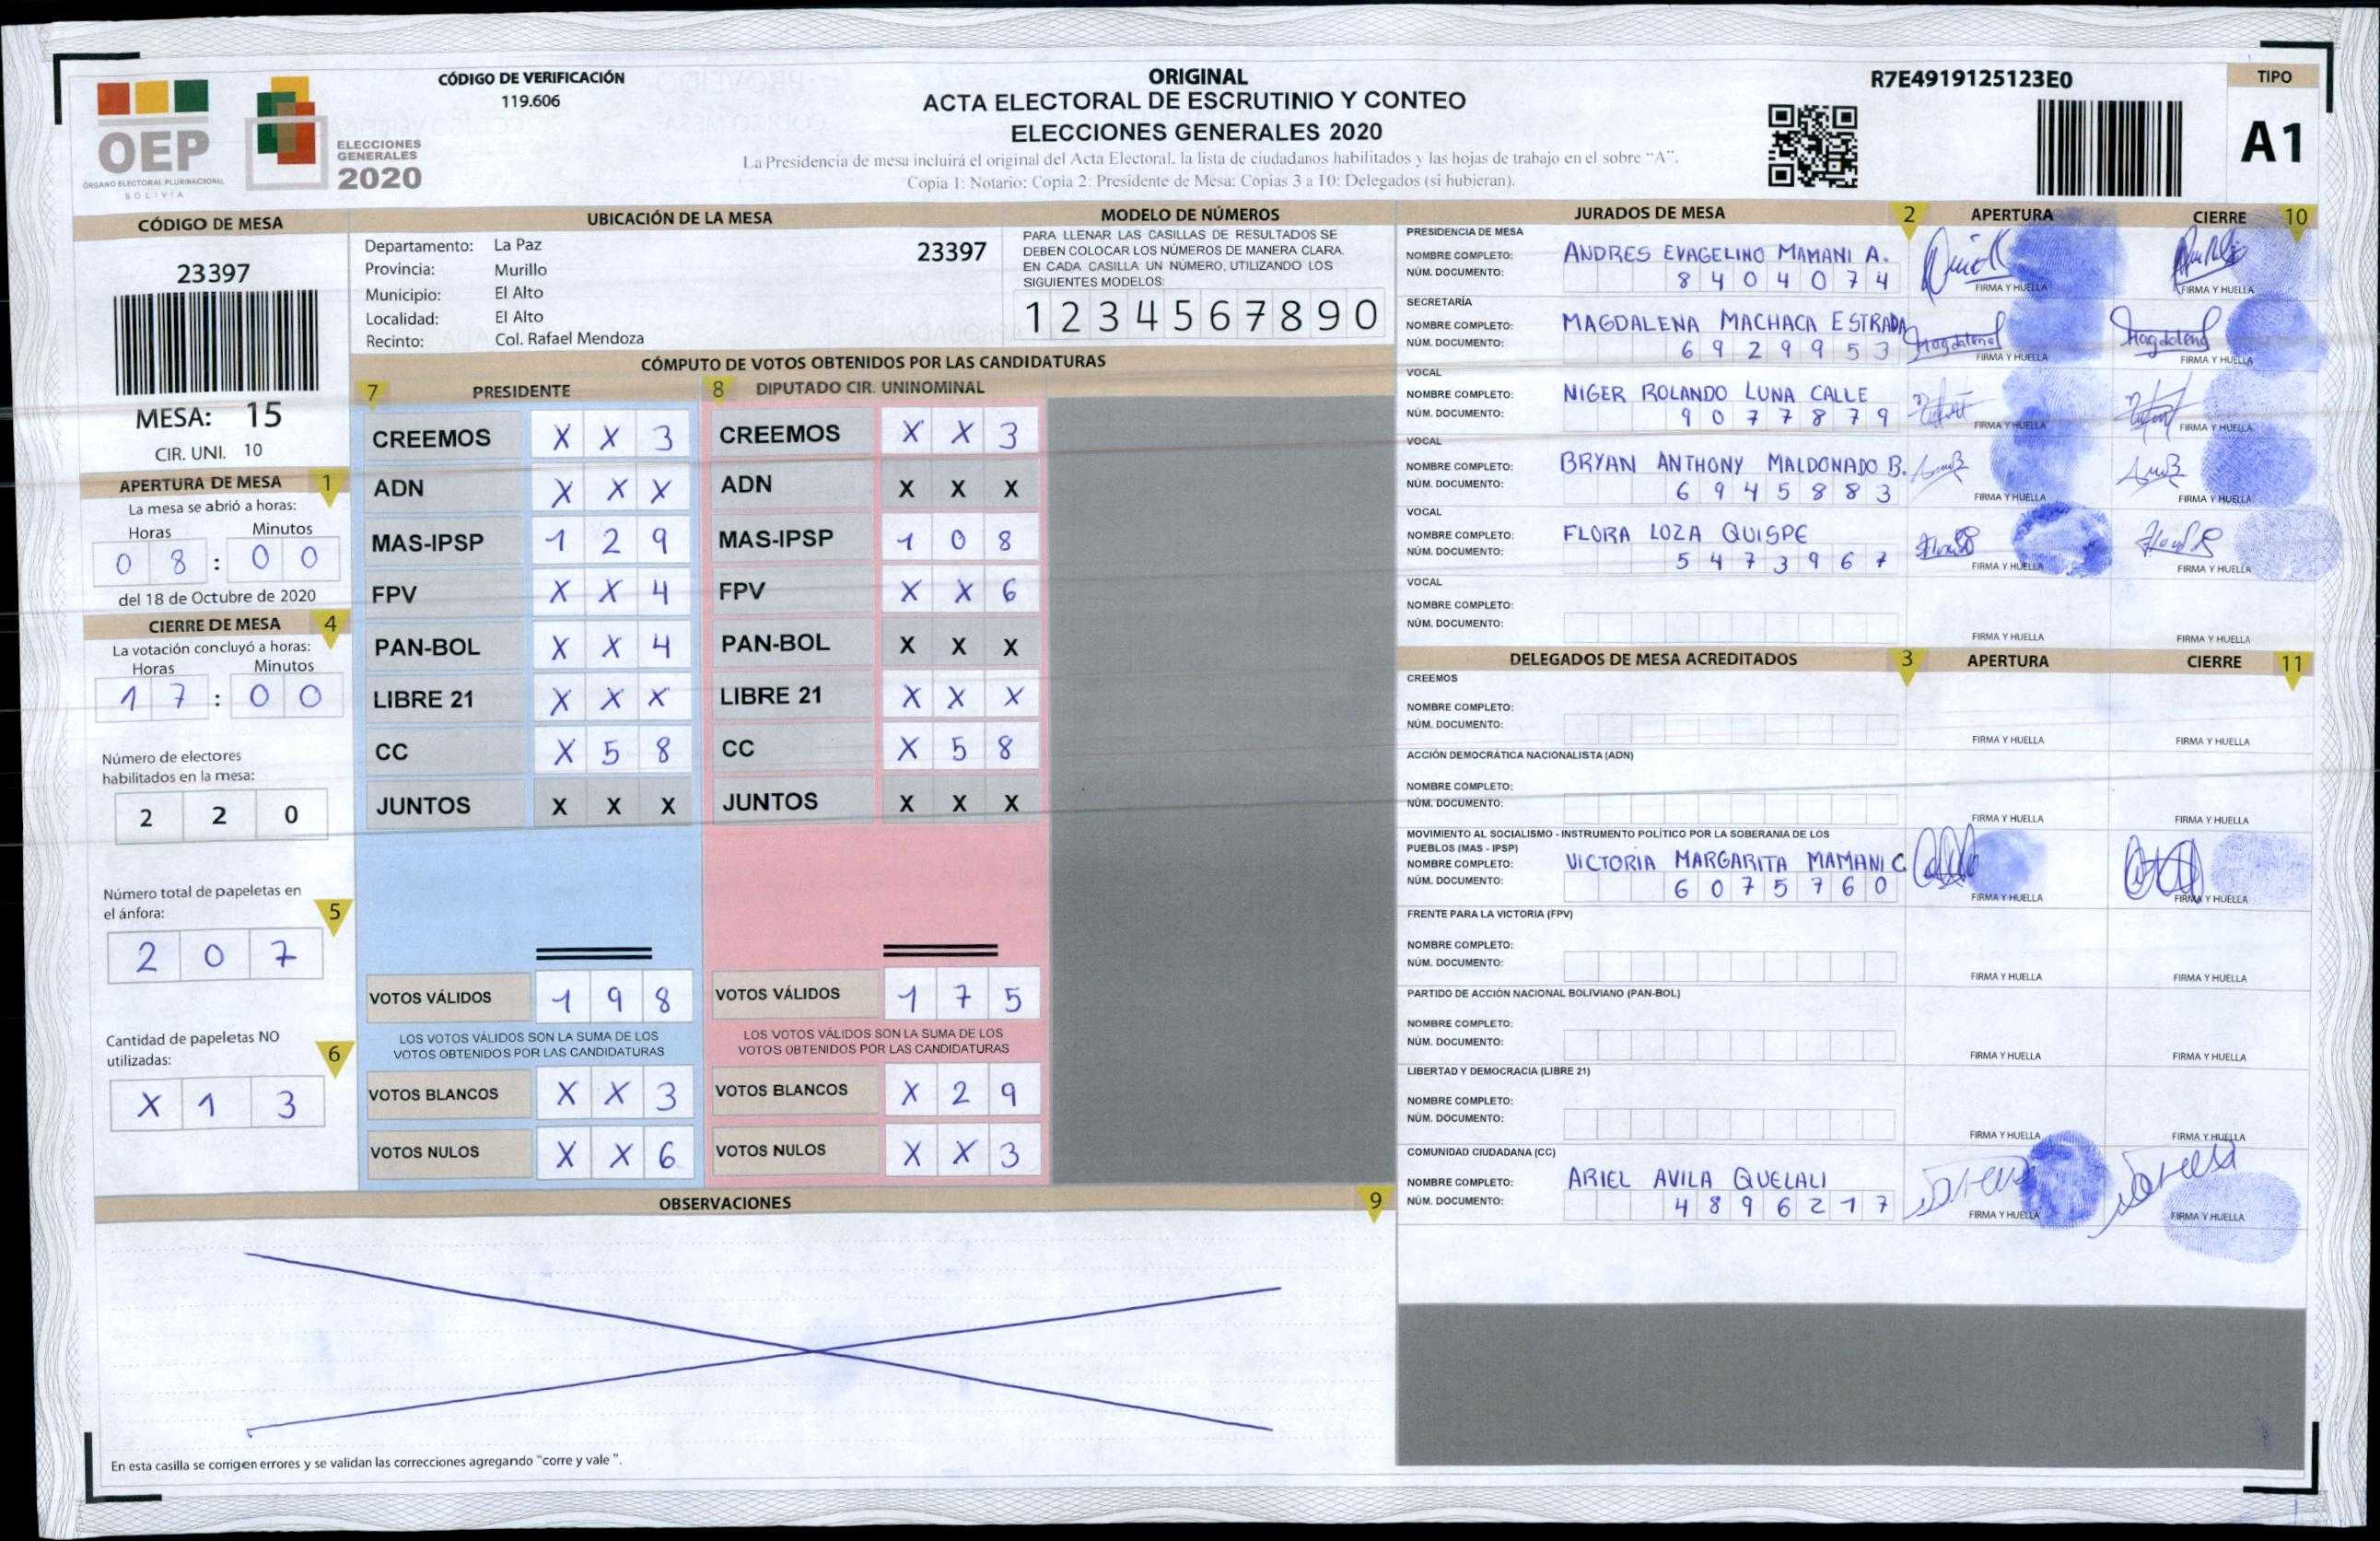 OEP
ÓRGANO ELECTORAL PLURINACIONAL
BOLIVIA
ELECCIONES
GENERALES
2020
CÓDIGO DE VERIFICACIÓN
119.606
ORIGINAL
ACTA ELECTORAL DE ESCRUTINIO Y CONTEO
ELECCIONES GENERALES 2020
La Presidencia de mesa incluirá el original del Acta Electoral, la lista de ciudadanos habilitados y las hojas de trabajo en el sobre "A".
Copia 1: Notario; Copia 2: Presidente de Mesa; Copias 3 a 10: Delegados (si hubieran).
R7E4919125123E0
TIPO
A1
CÓDIGO DE MESA
23397
MESA: 15
CIR. UNI. 10
APERTURA DE MESA 1
La mesa se abrió a horas:
Horas Minutos
0 8 : 0 0
del 18 de Octubre de 2020
CIERRE DE MESA 4
La votación concluyó a horas:
Horas Minutos
1 7 : 0 0
Número de electores
habilitados en la mesa:
2 2 0
Número total de papeletas en
el ánfora: 5
2 0 7
Cantidad de papeletas NO
utilizadas: 6
X 1 3
UBICACIÓN DE LA MESA
Departamento: La Paz
23397
Provincia: Murillo
Municipio: El Alto
Localidad: El Alto
Recinto: Col. Rafael Mendoza
MODELO DE NÚMEROS
PARA LLENAR LAS CASILLAS DE RESULTADOS SE
DEBEN COLOCAR LOS NÚMEROS DE MANERA CLARA.
EN CADA CASILLA UN NÚMERO, UTILIZANDO LOS
SIGUIENTES MODELOS:
1 2 3 4 5 6 7 8 9 0
CÓMPUTO DE VOTOS OBTENIDOS POR LAS CANDIDATURAS
7 PRESIDENTE
CREEMOS X X 3
ADN X X X
MAS-IPSP 1 2 9
FPV X X 4
PAN-BOL X X 4
LIBRE 21 X X X
CC X 5 8
JUNTOS X X X
VOTOS VÁLIDOS 1 9 8
LOS VOTOS VÁLIDOS SON LA SUMA DE LOS
VOTOS OBTENIDOS POR LAS CANDIDATURAS
VOTOS BLANCOS X X 3
VOTOS NULOS X X 6
8 DIPUTADO CIR. UNINOMINAL
CREEMOS X X 3
ADN X X X
MAS-IPSP 1 0 8
FPV X X 6
PAN-BOL X X X
LIBRE 21 X X X
CC X 5 8
JUNTOS X X X
VOTOS VÁLIDOS 1 7 5
LOS VOTOS VÁLIDOS SON LA SUMA DE LOS
VOTOS OBTENIDOS POR LAS CANDIDATURAS
VOTOS BLANCOS X 2 9
VOTOS NULOS X X 3
OBSERVACIONES 9
En esta casilla se corrigen errores y se validan las correcciones agregando "corre y vale".
JURADOS DE MESA 2 APERTURA CIERRE 10
PRESIDENCIA DE MESA
NOMBRE COMPLETO: ANDRES EVAGELINO MAMANI A.
NÚM. DOCUMENTO: 8 4 0 4 0 7 4
FIRMA Y HUELLA FIRMA Y HUELLA
SECRETARÍA
NOMBRE COMPLETO: MAGDALENA MACHACA ESTRADA
NÚM. DOCUMENTO: 6 9 2 9 9 5 3
Magdalena Magdalena
FIRMA Y HUELLA FIRMA Y HUELLA
VOCAL
NOMBRE COMPLETO: NIGER ROLANDO LUNA CALLE
NÚM. DOCUMENTO: 9 0 7 7 8 7 9
FIRMA Y HUELLA FIRMA Y HUELLA
VOCAL
NOMBRE COMPLETO: BRYAN ANTHONY MALDONADO B.
NÚM. DOCUMENTO: 6 9 4 5 8 8 3
FIRMA Y HUELLA FIRMA Y HUELLA
VOCAL
NOMBRE COMPLETO: FLORA LOZA QUISPE
NÚM. DOCUMENTO: 5 4 7 3 9 6 7
FIRMA Y HUELLA FIRMA Y HUELLA
VOCAL
NOMBRE COMPLETO:
NÚM. DOCUMENTO:
FIRMA Y HUELLA FIRMA Y HUELLA
DELEGADOS DE MESA ACREDITADOS 3 APERTURA CIERRE 11
CREEMOS
NOMBRE COMPLETO:
NÚM. DOCUMENTO:
FIRMA Y HUELLA FIRMA Y HUELLA
ACCIÓN DEMOCRÁTICA NACIONALISTA (ADN)
NOMBRE COMPLETO:
NÚM. DOCUMENTO:
FIRMA Y HUELLA FIRMA Y HUELLA
MOVIMIENTO AL SOCIALISMO - INSTRUMENTO POLÍTICO POR LA SOBERANIA DE LOS
PUEBLOS (MAS - IPSP)
NOMBRE COMPLETO: VICTORIA MARGARITA MAMANI C
NÚM. DOCUMENTO: 6 0 7 5 7 6 0
FIRMA Y HUELLA FIRMA Y HUELLA
FRENTE PARA LA VICTORIA (FPV)
NOMBRE COMPLETO:
NÚM. DOCUMENTO:
FIRMA Y HUELLA FIRMA Y HUELLA
PARTIDO DE ACCIÓN NACIONAL BOLIVIANO (PAN-BOL)
NOMBRE COMPLETO:
NÚM. DOCUMENTO:
FIRMA Y HUELLA FIRMA Y HUELLA
LIBERTAD Y DEMOCRACIA (LIBRE 21)
NOMBRE COMPLETO:
NÚM. DOCUMENTO:
FIRMA Y HUELLA FIRMA Y HUELLA
COMUNIDAD CIUDADANA (CC)
NOMBRE COMPLETO: ARIEL AVILA QUELALI
NÚM. DOCUMENTO: 4 8 9 6 2 1 7
FIRMA Y HUELLA FIRMA Y HUELLA